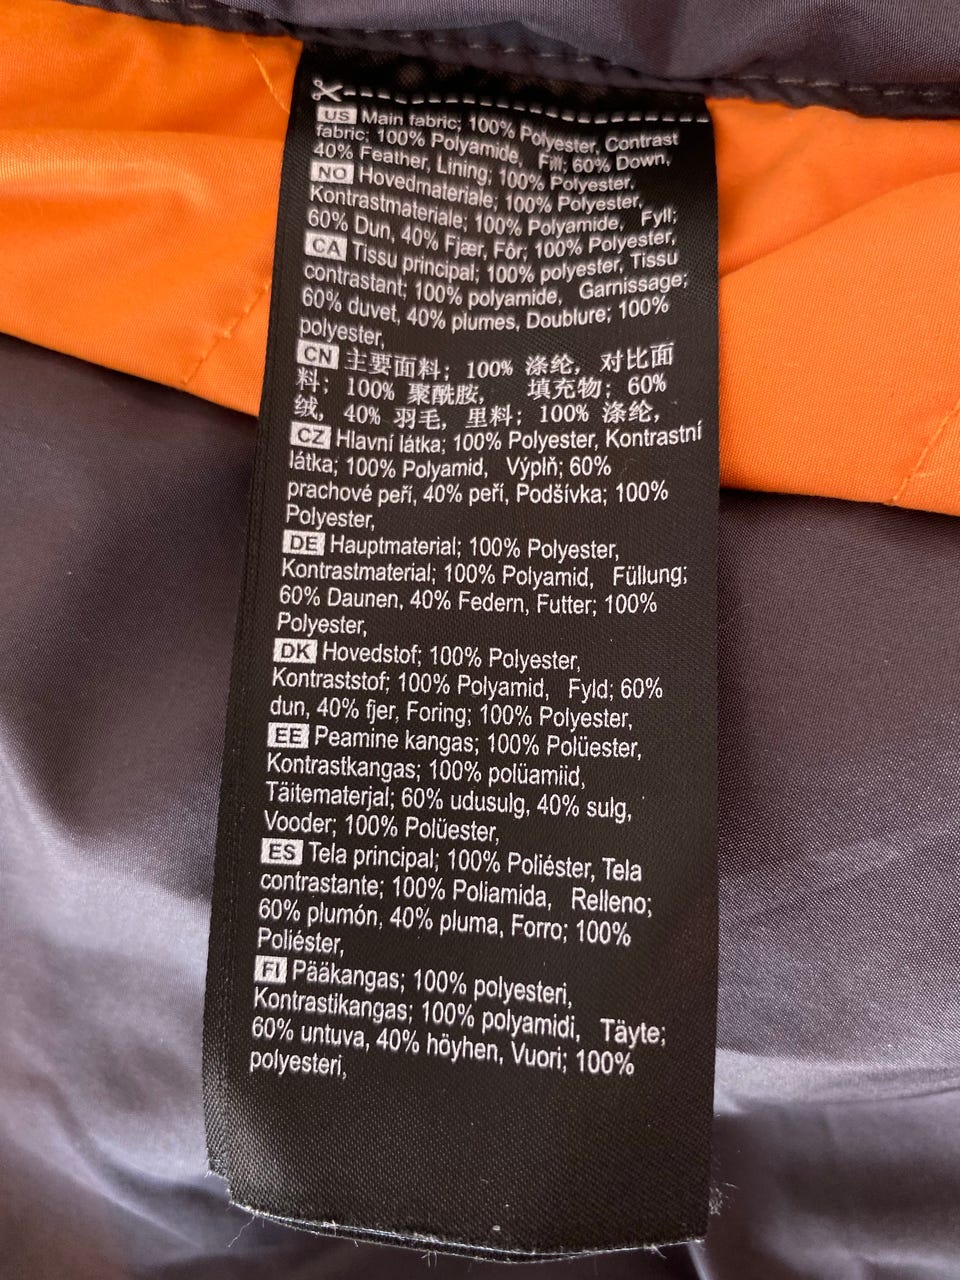 US Main fabric; 100% Polyester, Contrast
fabric; 100% Polyamide, Fill; 60% Down,
40% Feather, Lining; 100% Polyester,
NO Hovedmateriale; 100% Polyester,
Kontrastmateriale; 100% Polyamide, Fyll;
60% Dun, 40% Fjær, Fôr; 100% Polyester,
CA Tissu principal; 100% polyester, Tissu
contrastant; 100% polyamide, Garnissage;
60% duvet, 40% plumes, Doublure; 100%
polyester,
CN 主要面料; 100% 涤纶, 对比面
料; 100% 聚酰胺, 填充物; 60%
绒, 40% 羽毛, 里料; 100% 涤纶,
CZ Hlavní látka; 100% Polyester, Kontrastní
látka; 100% Polyamid, Výplň; 60%
prachové peří, 40% peří, Podšívka; 100%
Polyester,
DE Hauptmaterial; 100% Polyester,
Kontrastmaterial; 100% Polyamid, Füllung;
60% Daunen, 40% Federn, Futter; 100%
Polyester,
DK Hovedstof; 100% Polyester,
Kontraststof; 100% Polyamid, Fyld; 60%
dun, 40% fjer, Foring; 100% Polyester,
EE Peamine kangas; 100% Polüester,
Kontrastkangas; 100% polüamiid,
Täitematerjal; 60% udusulg, 40% sulg,
Vooder; 100% Polüester,
ES Tela principal; 100% Poliéster, Tela
contrastante; 100% Poliamida, Relleno;
60% plumón, 40% pluma, Forro; 100%
Poliéster,
FI Pääkangas; 100% polyesteri,
Kontrastikangas; 100% polyamidi, Täyte;
60% untuva, 40% höyhen, Vuori; 100%
polyesteri,